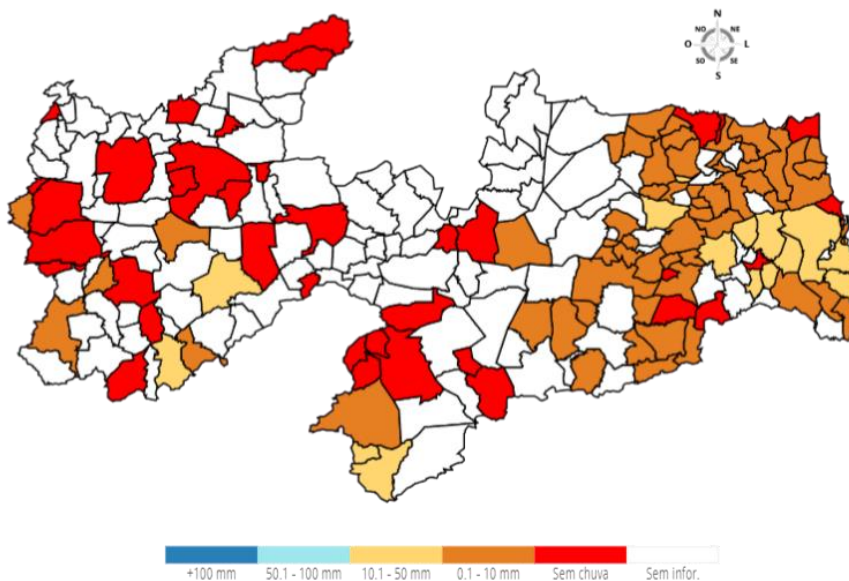 N
NO NE
O L
SO SE
S
+100 mm 50.1 - 100 mm 10.1 - 50 mm 0.1 - 10 mm Sem chuva Sem infor.